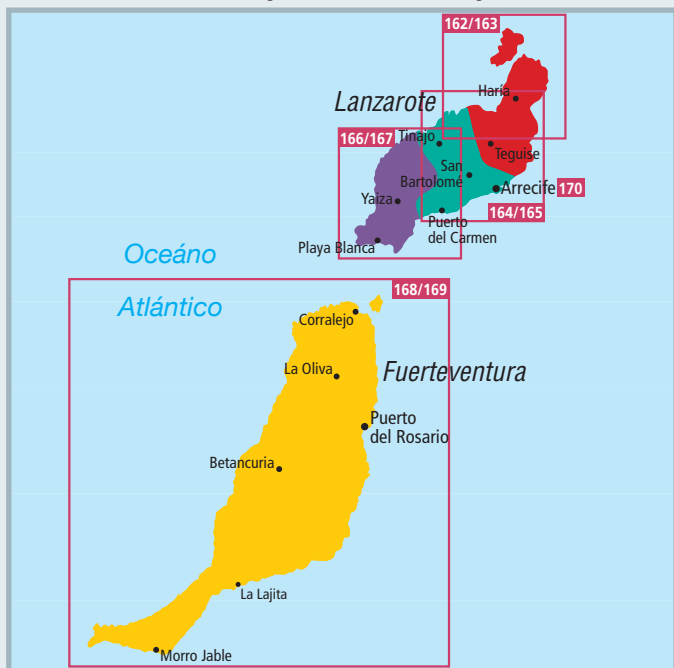 162/163
Lanzarote
Haría
166/167
Tinajo
Teguise
San
Bartolomé
Arrecife 170
Yaiza
164/165
Puerto
del Carmen
Playa Blanca
Oceáno
Atlántico
168/169
Corralejo
La Oliva
Fuerteventura
Puerto
del Rosario
Betancuria
La Lajita
Morro Jable